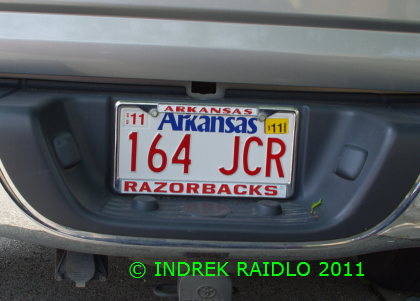 ARKANSAS
11 Arkansas 11
164 JCR
RAZORBACKS
© INDREK RAIDLO 2011